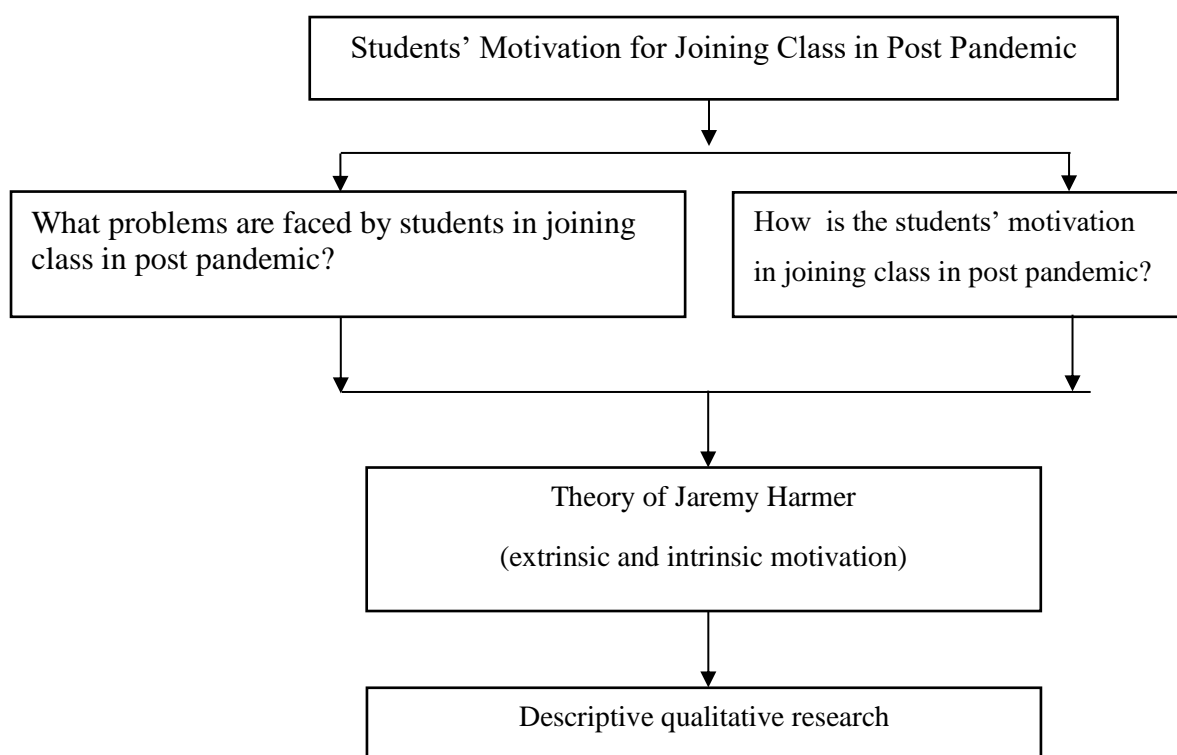 Students’ Motivation for Joining Class in Post Pandemic
What problems are faced by students in joining
class in post pandemic?
How is the students’ motivation
in joining class in post pandemic?
Theory of Jaremy Harmer
(extrinsic and intrinsic motivation)
Descriptive qualitative research